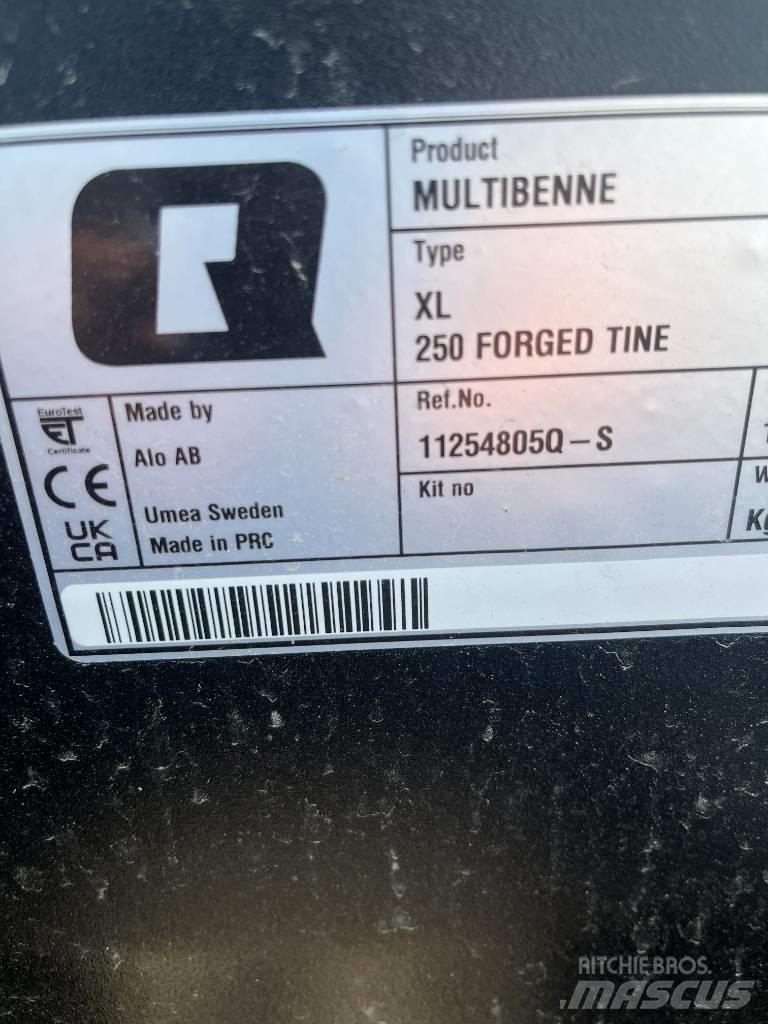 Product
MULTIBENNE
Type
XL
250 FORGED TINE
EuroTest
ET
Certificate
CE
UK
CA
Made by
Alo AB
Umea Sweden
Made in PRC
Ref.No.
11254805Q-S
Kit no
W
Kg
RITCHIE BROS.
MASCUS